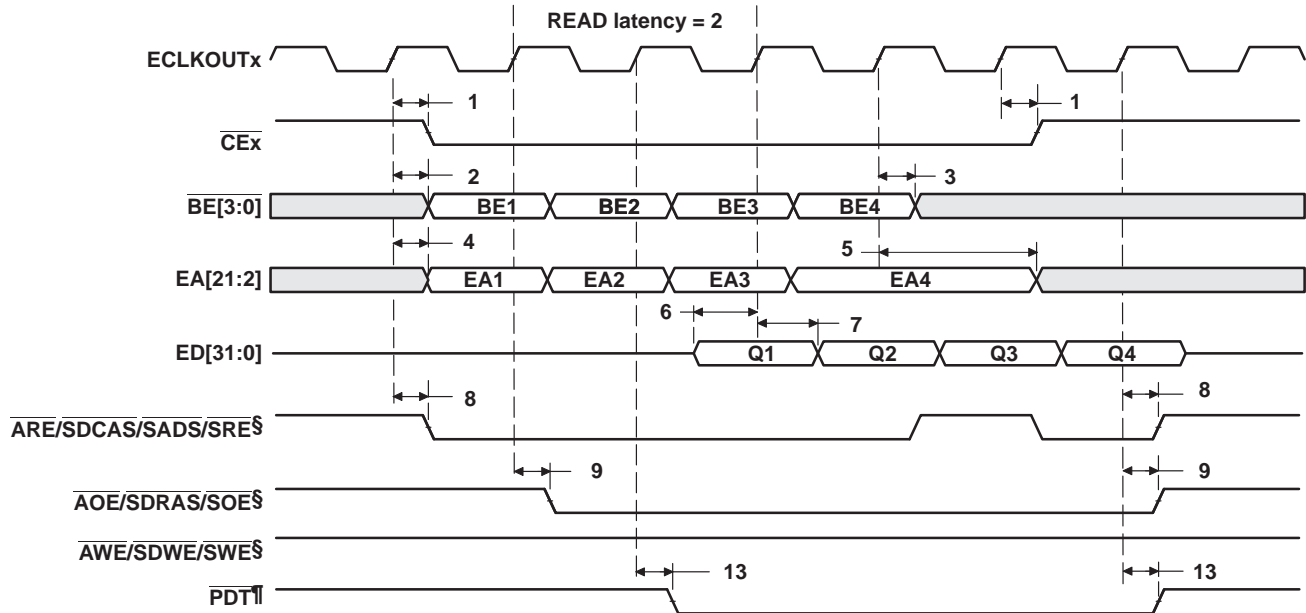 READ latency = 2
ECLKOUTx
1
1
CEx
2
3
BE[3:0]
BE1
BE2
BE3
BE4
4
5
EA[21:2]
EA1
EA2
EA3
EA4
6
7
ED[31:0]
Q1
Q2
Q3
Q4
8
8
ARE/SDCAS/SADS/SRE§
9
9
AOE/SDRAS/SOE§
AWE/SDWE/SWE§
13
13
PDT¶